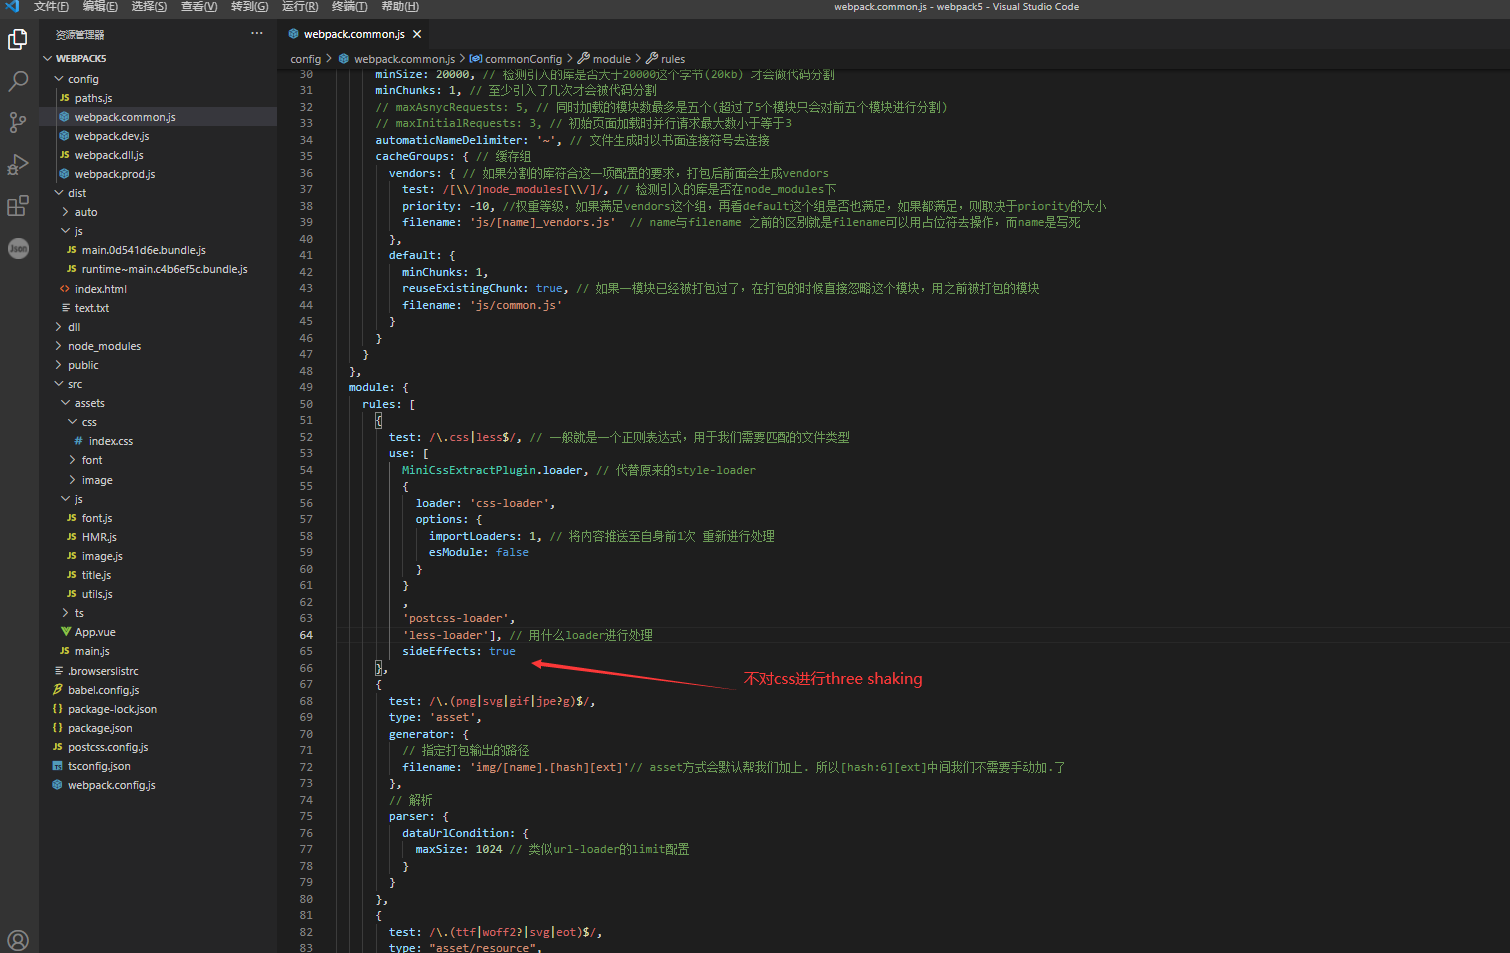 文件(F) 编辑(E) 选择(S) 查看(V) 转到(G) 运行(R) 终端(T) 帮助(H)
webpack.common.js - webpack5 - Visual Studio Code
资源管理器 ···
WEBPACK5
config
JS paths.js
webpack.common.js
webpack.dev.js
JS webpack.dll.js
webpack.prod.js
dist
auto
js
JS main.0d541d6e.bundle.js
JS runtime~main.c4b6ef5c.bundle.js
<> index.html
text.txt
dll
node_modules
public
src
assets
css
# index.css
font
image
js
JS font.js
JS HMR.js
JS image.js
JS title.js
JS utils.js
ts
App.vue
JS main.js
.browserslistrc
babel.config.js
{} package-lock.json
{} package.json
JS postcss.config.js
TS tsconfig.json
webpack.config.js
Json
webpack.common.js ×
config > webpack.common.js > commonConfig > module > rules
30 minSize: 20000, // 检测引入的库是否大于20000这个字节(20kb) 才会做代码分割
31 minChunks: 1, // 至少引入了几次才会被代码分割
32 // maxAsnycRequests: 5, // 同时加载的模块数最多是五个(超过了5个模块只会对前五个模块进行分割)
33 // maxInitialRequests: 3, // 初始页面加载时并行请求最大数小于等于3
34 automaticNameDelimiter: '~', // 文件生成时以书面连接符号去连接
35 cacheGroups: { // 缓存组
36 vendors: { // 如果分割的库符合这一项配置的要求，打包后前面会生成vendors
37 test: /[\\/]node_modules[\\/]/, // 检测引入的库是否在node_modules下
38 priority: -10, //权重等级，如果满足vendors这个组，再看default这个组是否也满足，如果都满足，则取决于priority的大小
39 filename: 'js/[name]_vendors.js' // name与filename 之前的区别就是filename可以用占位符去操作，而name是写死
40 },
41 default: {
42 minChunks: 1,
43 reuseExistingChunk: true, // 如果一模块已经被打包过了，在打包的时候直接忽略这个模块，用之前被打包的模块
44 filename: 'js/common.js'
45 }
46 }
47 }
48 },
49 module: {
50 rules: [
51 {
52 test: /\.css|less$/, // 一般就是一个正则表达式，用于我们需要匹配的文件类型
53 use: [
54 MiniCssExtractPlugin.loader, // 代替原来的style-loader
55 {
56 loader: 'css-loader',
57 options: {
58 importLoaders: 1, // 将内容推送至自身前1次 重新进行处理
59 esModule: false
60 }
61 }
62 ,
63 'postcss-loader',
64 'less-loader'], // 用什么loader进行处理
65 sideEffects: true
66 },
不对css进行three shaking
67 {
68 test: /\.(png|svg|gif|jpe?g)$/,
69 type: 'asset',
70 generator: {
71 // 指定打包输出的路径
72 filename: 'img/[name].[hash][ext]'// asset方式会默认帮我们加上. 所以[hash:6][ext]中间我们不需要手动加.了
73 },
74 // 解析
75 parser: {
76 dataUrlCondition: {
77 maxSize: 1024 // 类似url-loader的limit配置
78 }
79 }
80 },
81 {
82 test: /\.(ttf|woff2?|svg|eot)$/,
83 type: "asset/resource",